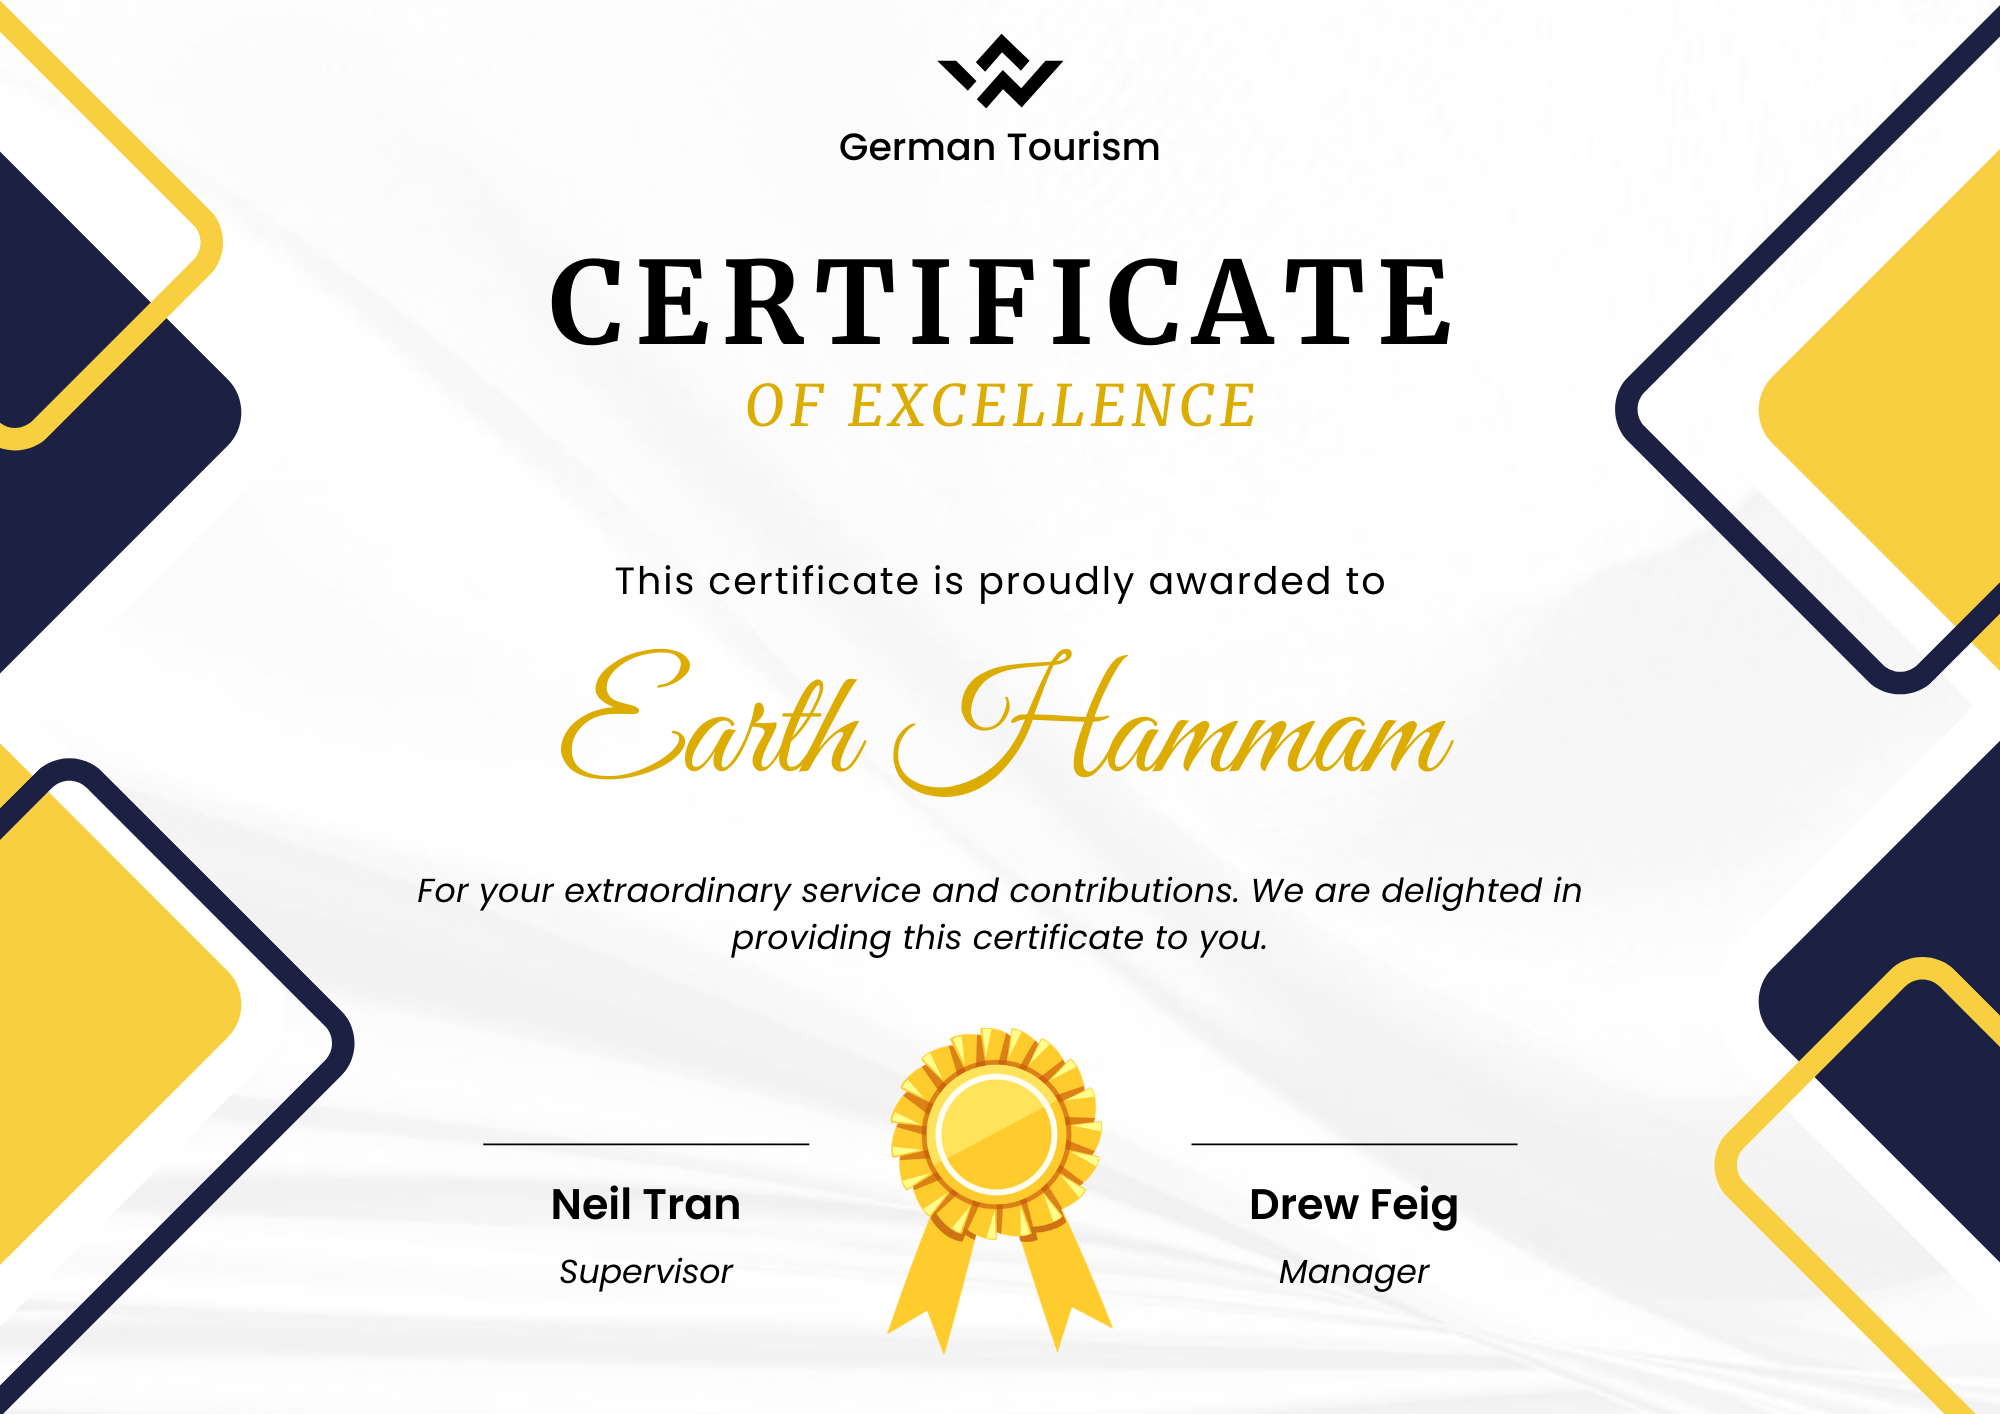 German Tourism
CERTIFICATE
OF EXCELLENCE
This certificate is proudly awarded to
Earth Hammam
For your extraordinary service and contributions. We are delighted in
providing this certificate to you.
Neil Tran
Supervisor
Drew Feig
Manager